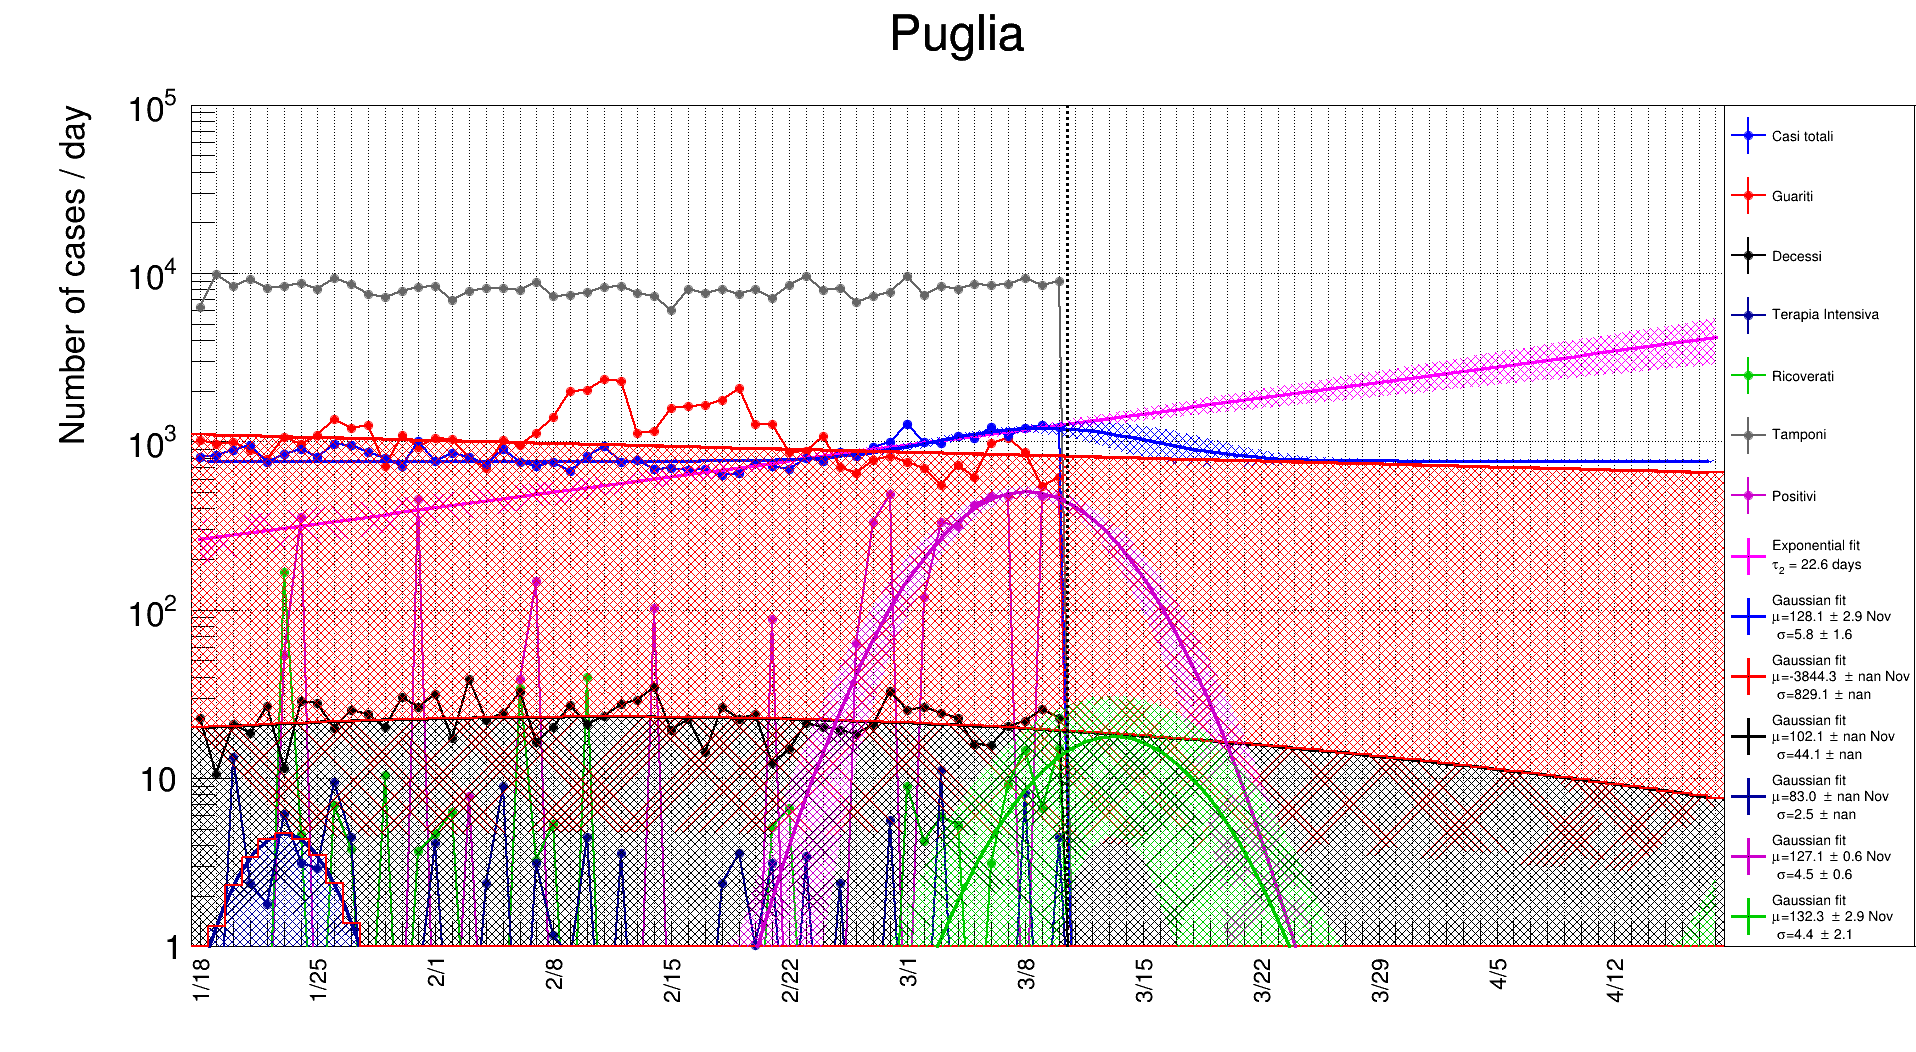 Puglia
Number of cases / day
10^5
10^4
10^3
10^2
10
1
1/18
1/25
2/1
2/8
2/15
2/22
3/1
3/8
3/15
3/22
3/29
4/5
4/12
Casi totali
Guariti
Decessi
Terapia Intensiva
Ricoverati
Tamponi
Positivi
Exponential fit
τ₂ = 22.6 days
Gaussian fit
μ=128.1 ± 2.9 Nov
σ=5.8 ± 1.6
Gaussian fit
μ=-3844.3 ± nan Nov
σ=829.1 ± nan
Gaussian fit
μ=102.1 ± nan Nov
σ=44.1 ± nan
Gaussian fit
μ=83.0 ± nan Nov
σ=2.5 ± nan
Gaussian fit
μ=127.1 ± 0.6 Nov
σ=4.5 ± 0.6
Gaussian fit
μ=132.3 ± 2.9 Nov
σ=4.4 ± 2.1